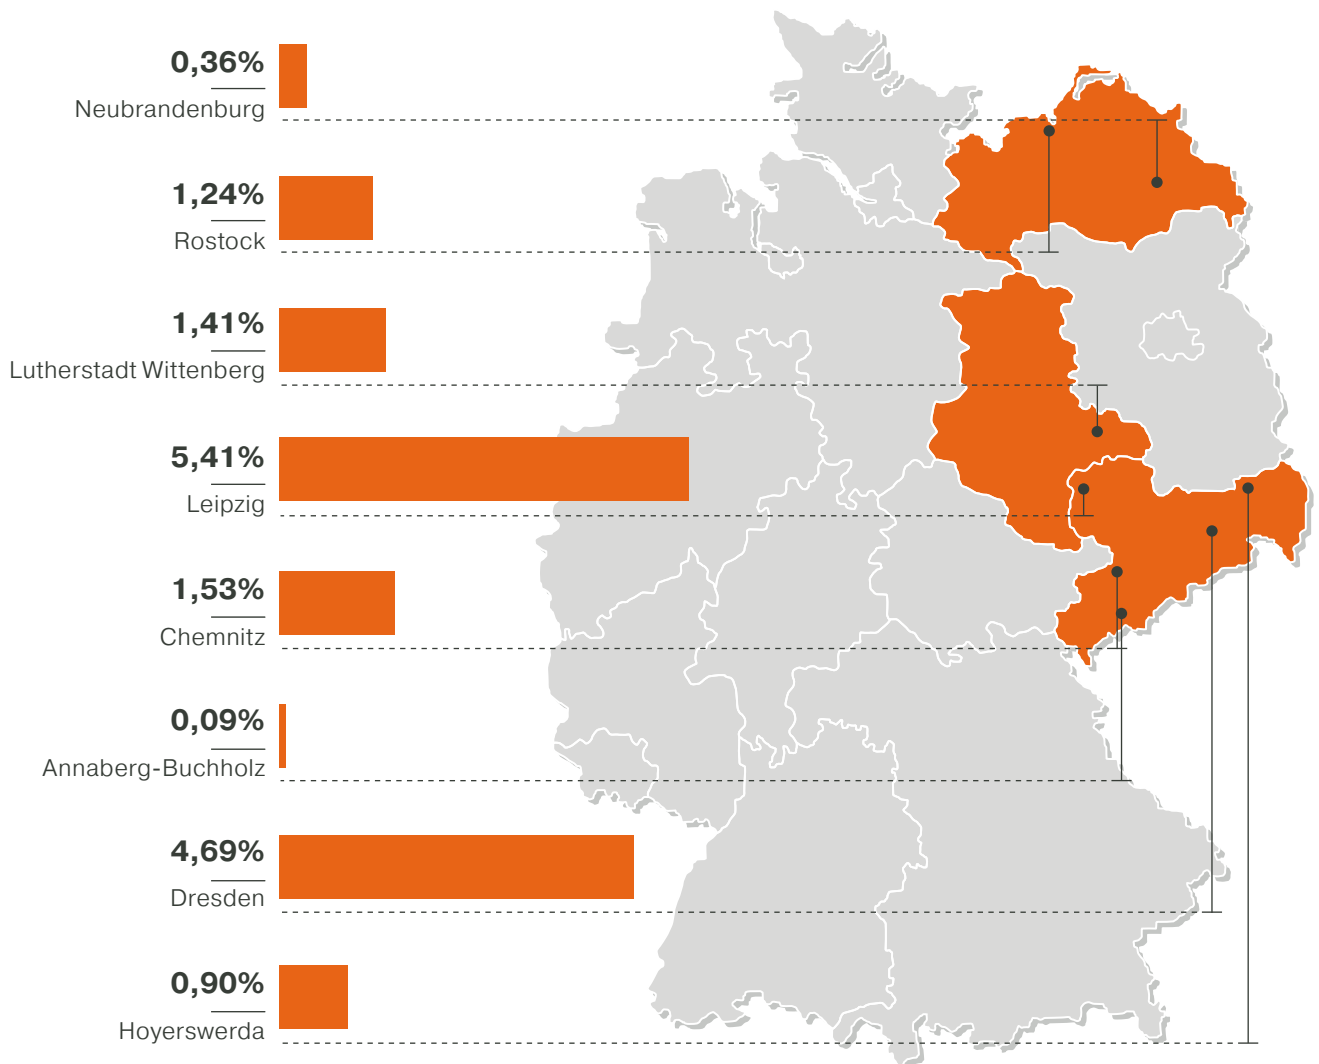 0,36%
Neubrandenburg
1,24%
Rostock
1,41%
Lutherstadt Wittenberg
5,41%
Leipzig
1,53%
Chemnitz
0,09%
Annaberg-Buchholz
4,69%
Dresden
0,90%
Hoyerswerda